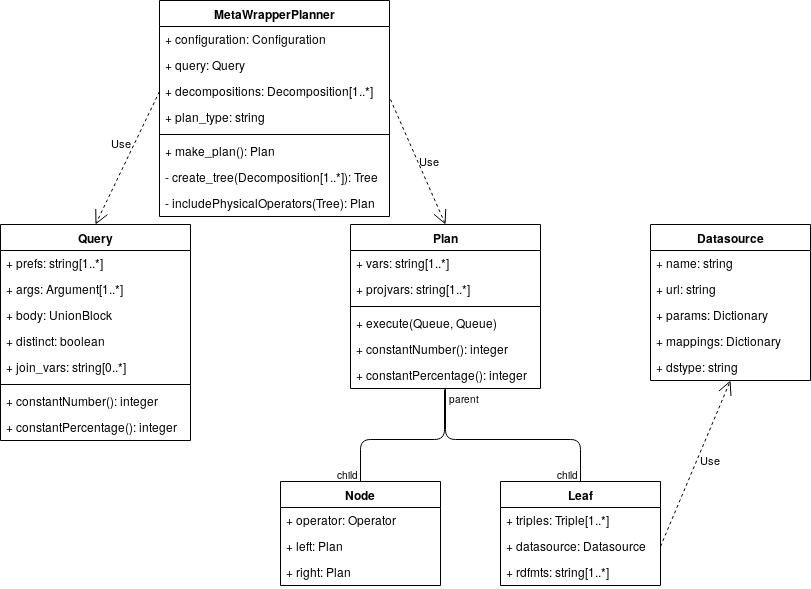 MetaWrapperPlanner
+ configuration: Configuration
+ query: Query
+ decompositions: Decomposition[1..*]
+ plan_type: string
+ make_plan(): Plan
- create_tree(Decomposition[1..*]): Tree
- includePhysicalOperators(Tree): Plan
Use
Use
Query
+ prefs: string[1..*]
+ args: Argument[1..*]
+ body: UnionBlock
+ distinct: boolean
+ join_vars: string[0..*]
+ constantNumber(): integer
+ constantPercentage(): integer
Plan
+ vars: string[1..*]
+ projvars: string[1..*]
+ execute(Queue, Queue)
+ constantNumber(): integer
+ constantPercentage(): integer
Datasource
+ name: string
+ url: string
+ params: Dictionary
+ mappings: Dictionary
+ dstype: string
parent
child
child
Use
Node
+ operator: Operator
+ left: Plan
+ right: Plan
Leaf
+ triples: Triple[1..*]
+ datasource: Datasource
+ rdfmts: string[1..*]